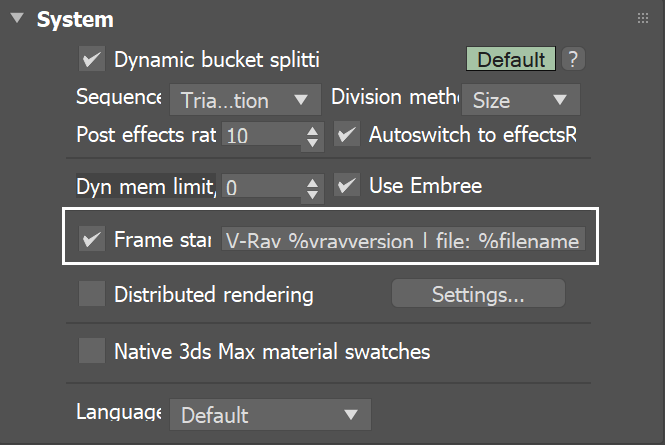 System
Dynamic bucket splitti Default ?
Sequence Tria...tion Division metho Size
Post effects rat 10 Autoswitch to effectsR
Dyn mem limit, 0 Use Embree
Frame star V-Ray %vrayversion | file: %filename
Distributed rendering Settings...
Native 3ds Max material swatches
Language Default